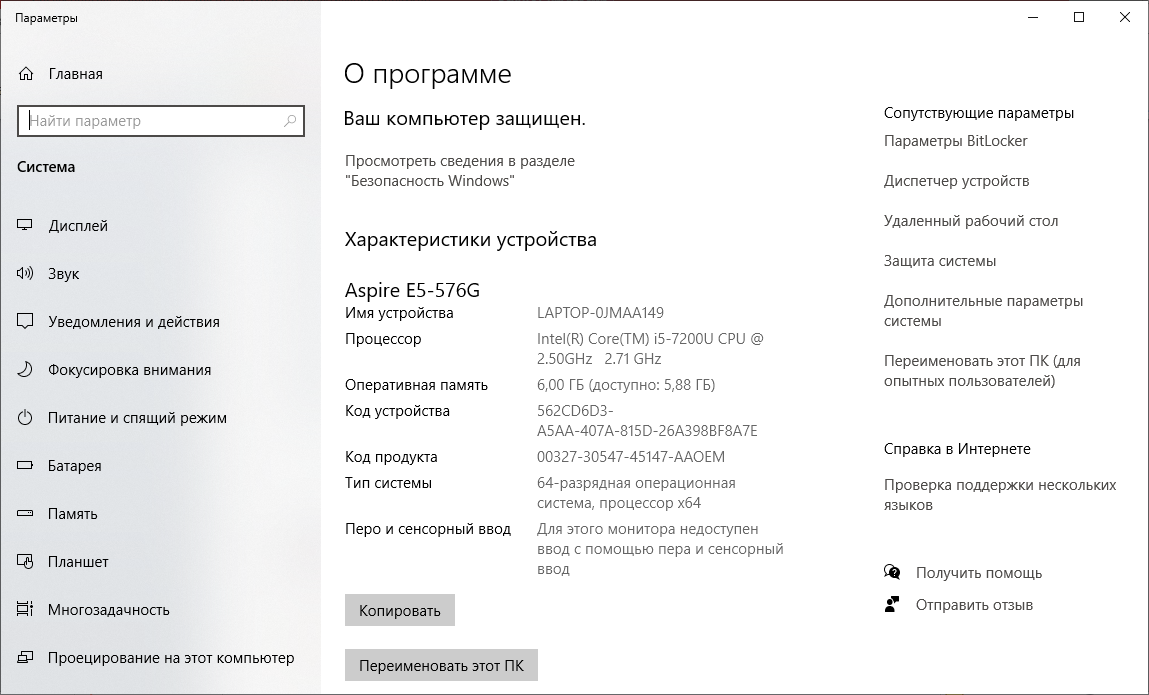 Параметры
Главная
Найти параметр
Система
Дисплей
Звук
Уведомления и действия
Фокусировка внимания
Питание и спящий режим
Батарея
Память
Планшет
Многозадачность
Проецирование на этот компьютер
О программе
Ваш компьютер защищен.
Просмотреть сведения в разделе
"Безопасность Windows"
Характеристики устройства
Aspire E5-576G
Имя устройства LAPTOP-0JMAA149
Процессор Intel(R) Core(TM) i5-7200U CPU @
2.50GHz 2.71 GHz
Оперативная память 6,00 ГБ (доступно: 5,88 ГБ)
Код устройства 562CD6D3-
A5AA-407A-815D-26A398BF8A7E
Код продукта 00327-30547-45147-AAOEM
Тип системы 64-разрядная операционная
система, процессор x64
Перо и сенсорный ввод Для этого монитора недоступен
ввод с помощью пера и сенсорный
ввод
Копировать
Переименовать этот ПК
Сопутствующие параметры
Параметры BitLocker
Диспетчер устройств
Удаленный рабочий стол
Защита системы
Дополнительные параметры
системы
Переименовать этот ПК (для
опытных пользователей)
Справка в Интернете
Проверка поддержки нескольких
языков
Получить помощь
Отправить отзыв